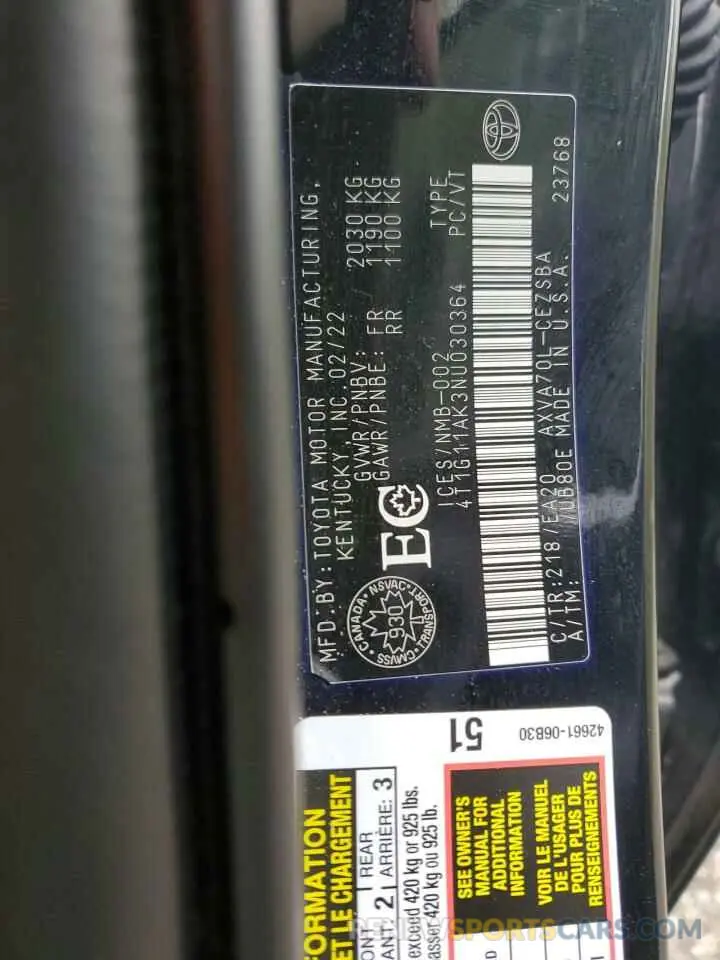 MFD.BY:TOYOTA MOTOR MANUFACTURING,
KENTUCKY, INC.02/22
GVWR/PNBV: 2030 KG
GAWR/PNBE: FR 1190 KG
RR 1100 KG
CANADA NSVAC
930
CMVSS TRANSPORT
EC
ICES/NMB-002
4T1G11AK3NU030364
TYPE
PC/VT
C/TR:218/EA20 AXVA70L-CEZSBA
A/TM: /UB80E MADE IN U.S.A. 23768
51
42661-06B30
FORMATION
ET LE CHARGEMENT
2 REAR
ARRIÈRE: 3
exceed 420 kg or 925 lbs.
420 kg ou 925 lb.
SEE OWNER'S
MANUAL FOR
ADDITIONAL
INFORMATION
VOIR LE MANUEL
DE L'USAGER
POUR PLUS DE
RENSEIGNEMENTS
SPORTSCARS.COM